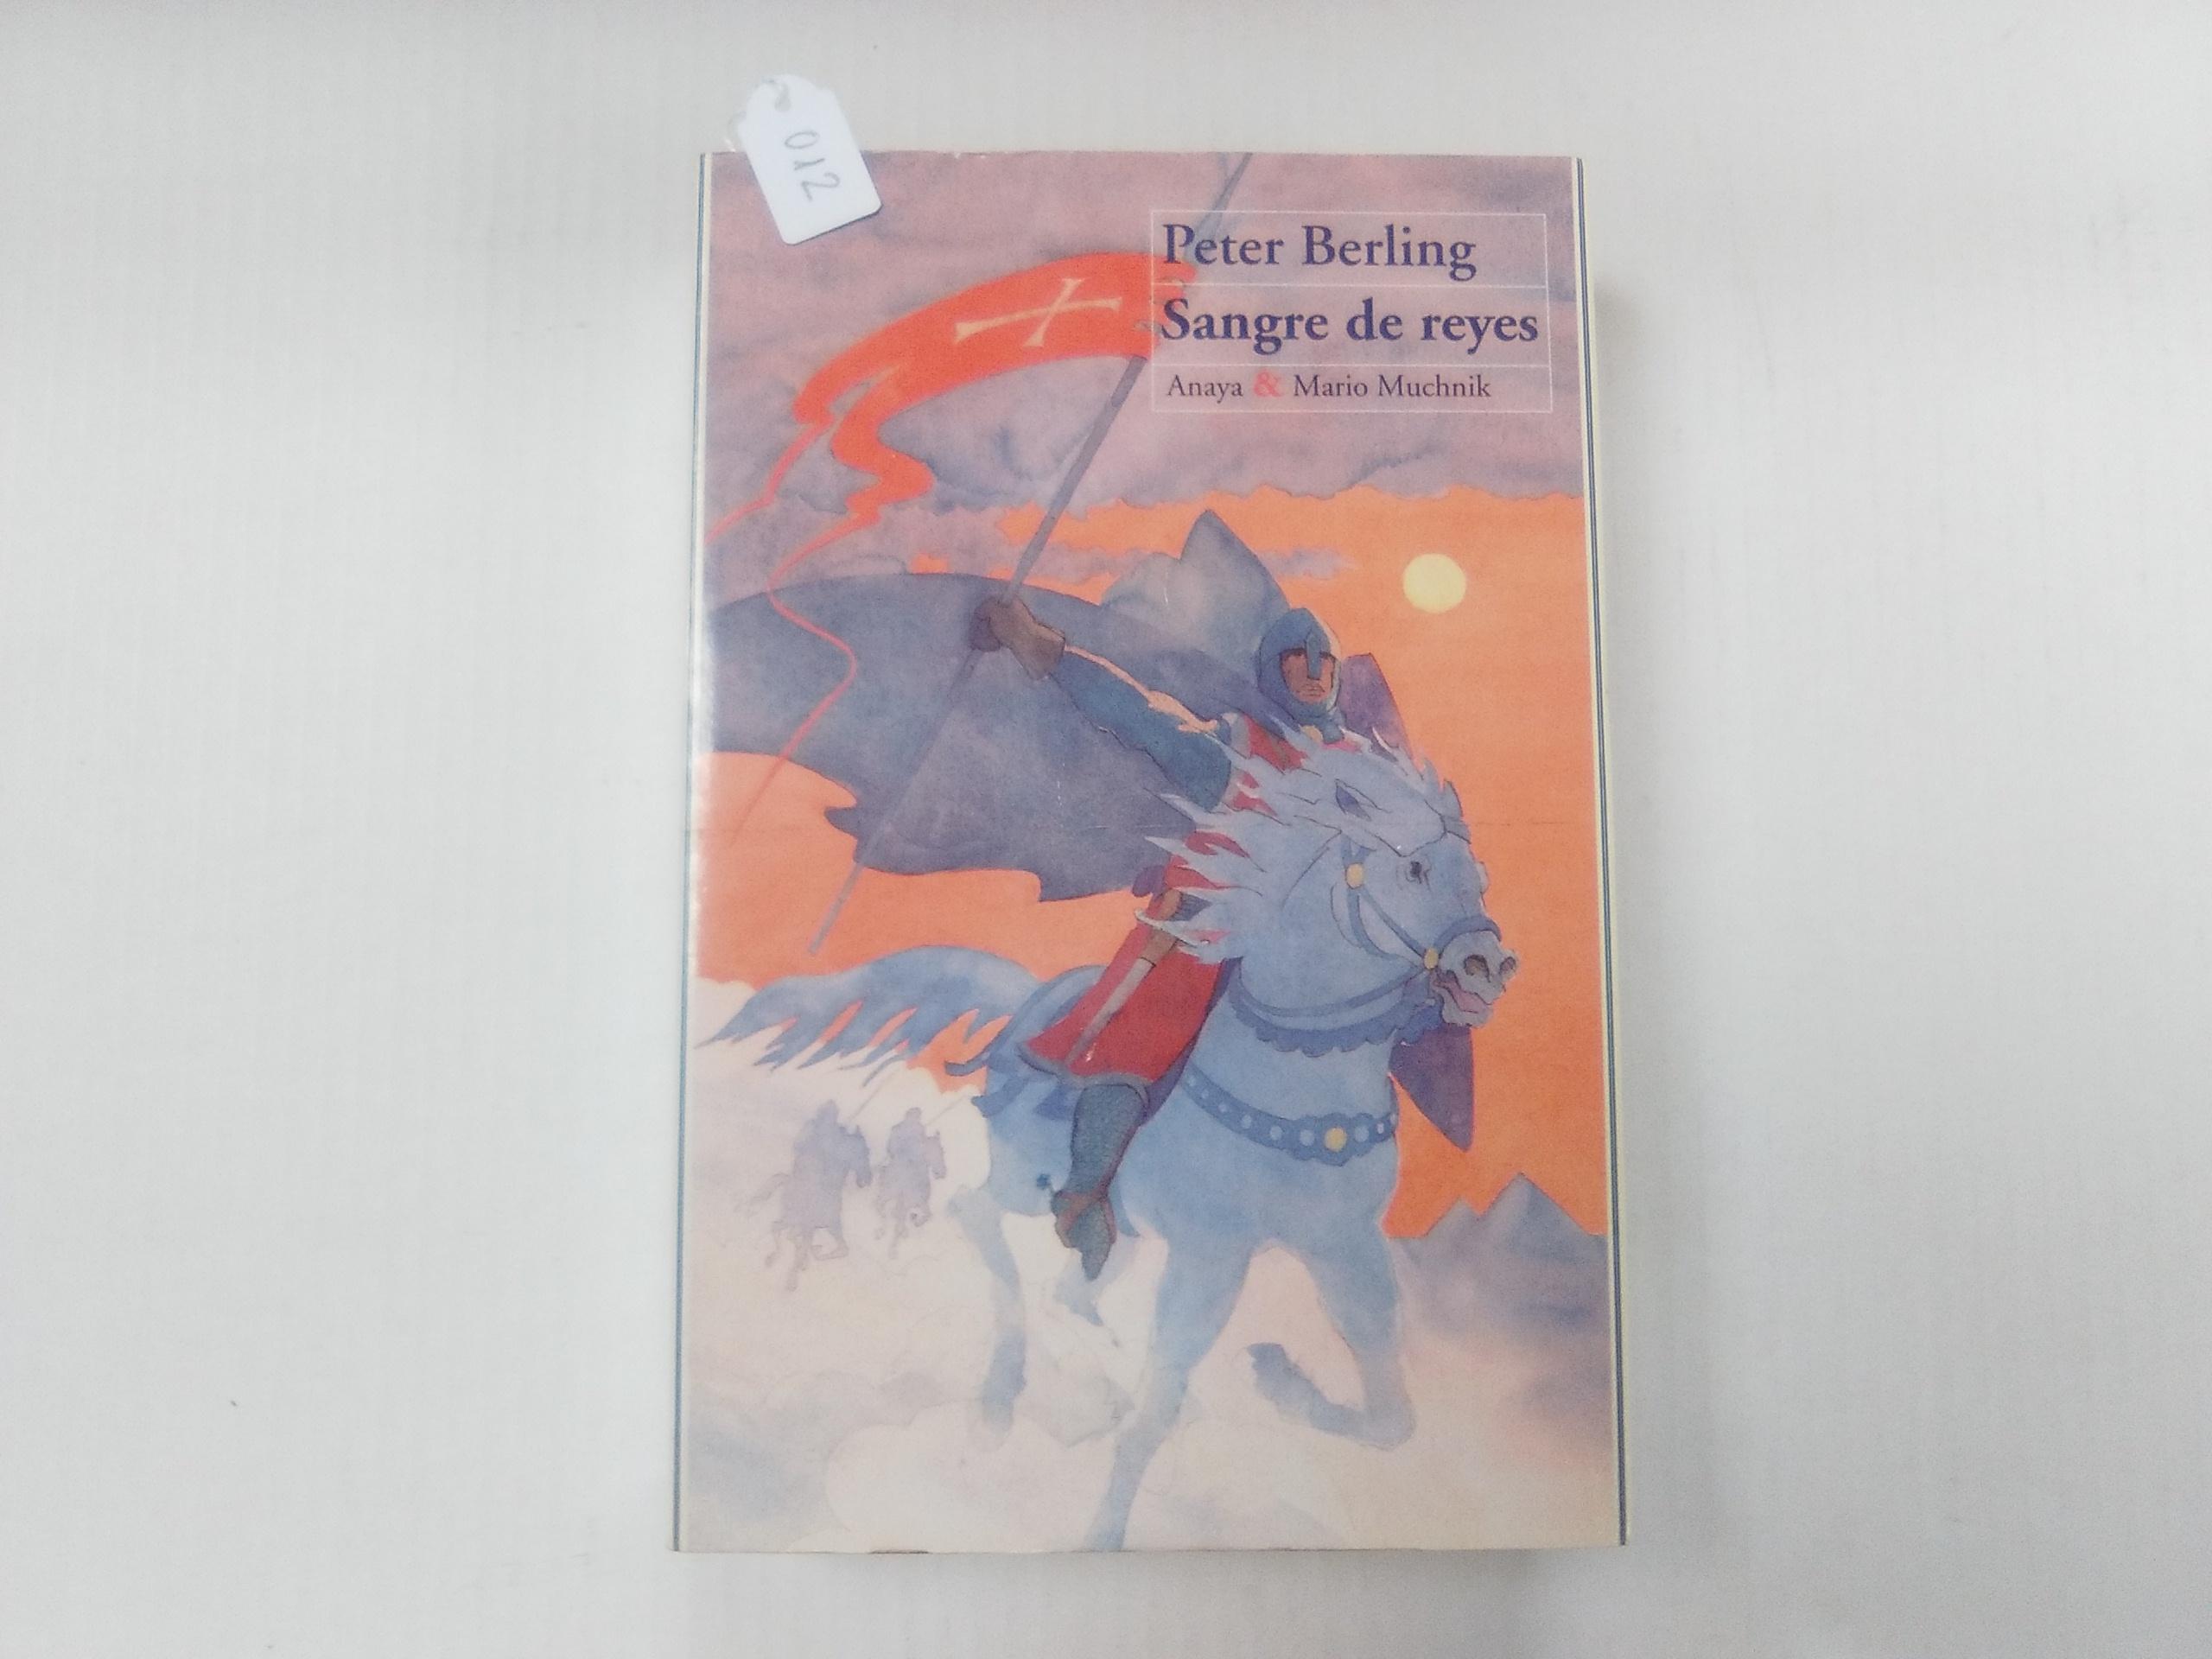 012
Peter Berling
Sangre de reyes
Anaya & Mario Muchnik